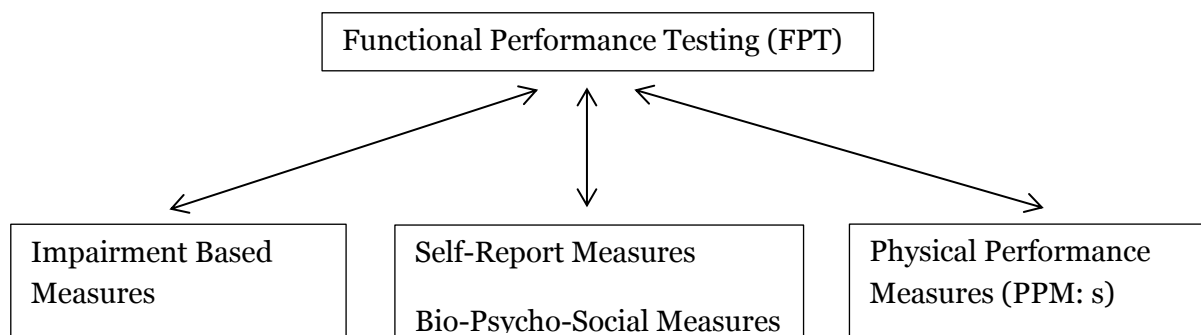 Functional Performance Testing (FPT)
Impairment Based
Measures
Self-Report Measures
Bio-Psycho-Social Measures
Physical Performance
Measures (PPM: s)